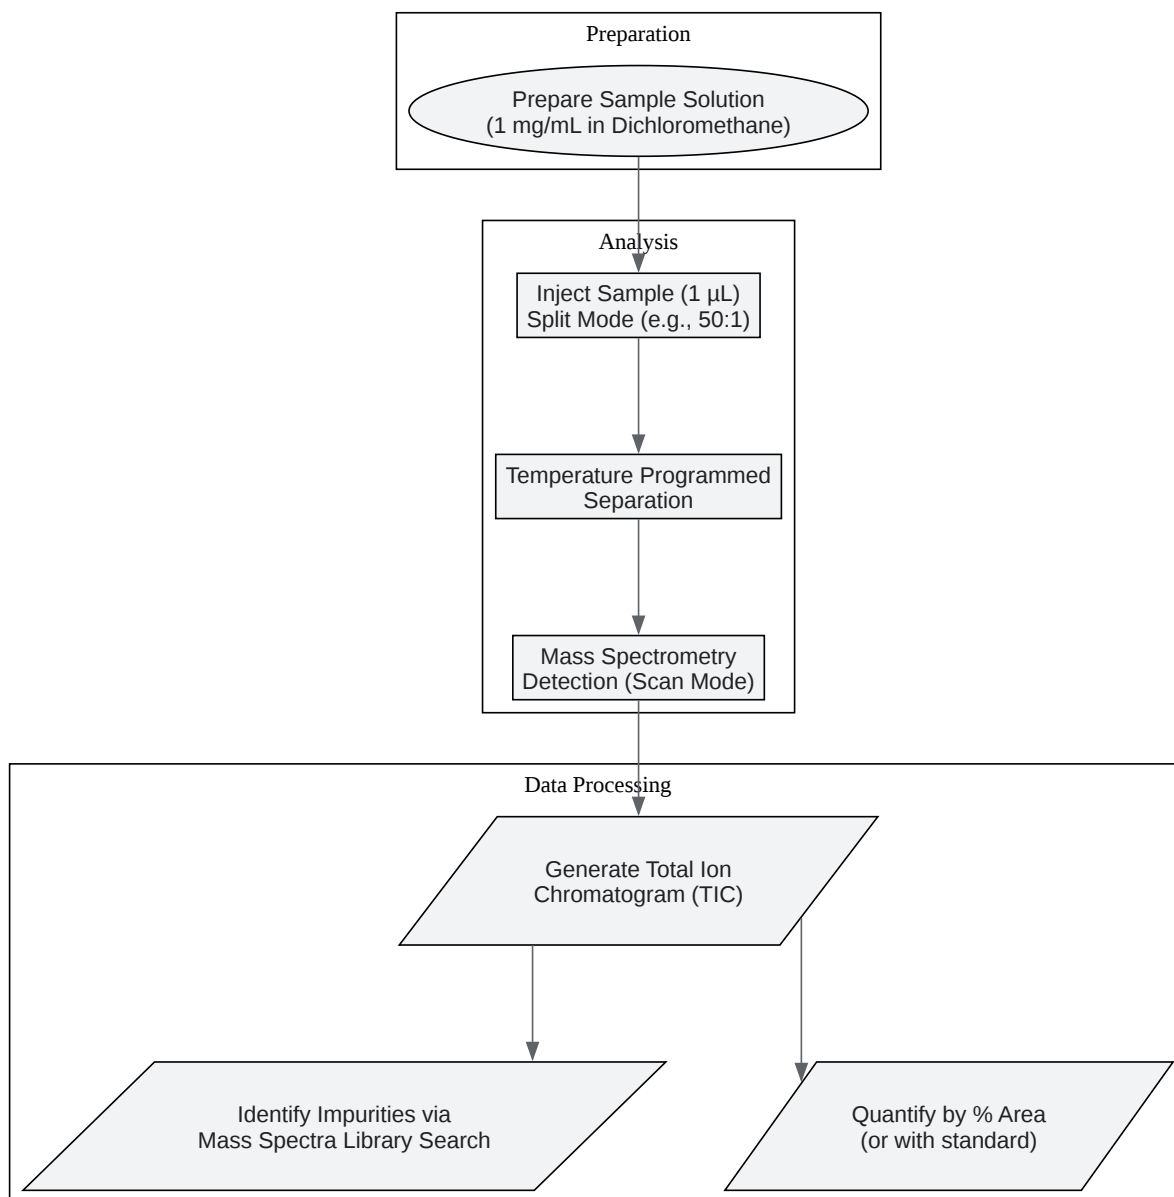 Preparation
Prepare Sample Solution
(1 mg/mL in Dichloromethane)
Analysis
Inject Sample (1 µL)
Split Mode (e.g., 50:1)
Temperature Programmed
Separation
Mass Spectrometry
Detection (Scan Mode)
Data Processing
Generate Total Ion
Chromatogram (TIC)
Identify Impurities via
Mass Spectra Library Search
Quantify by % Area
(or with standard)